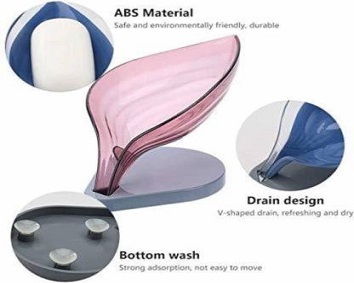 ABS Material
Safe and environmentally friendly, durable
Drain design
V-shaped drain, refreshing and dry
Bottom wash
Strong adsorption, not easy to move